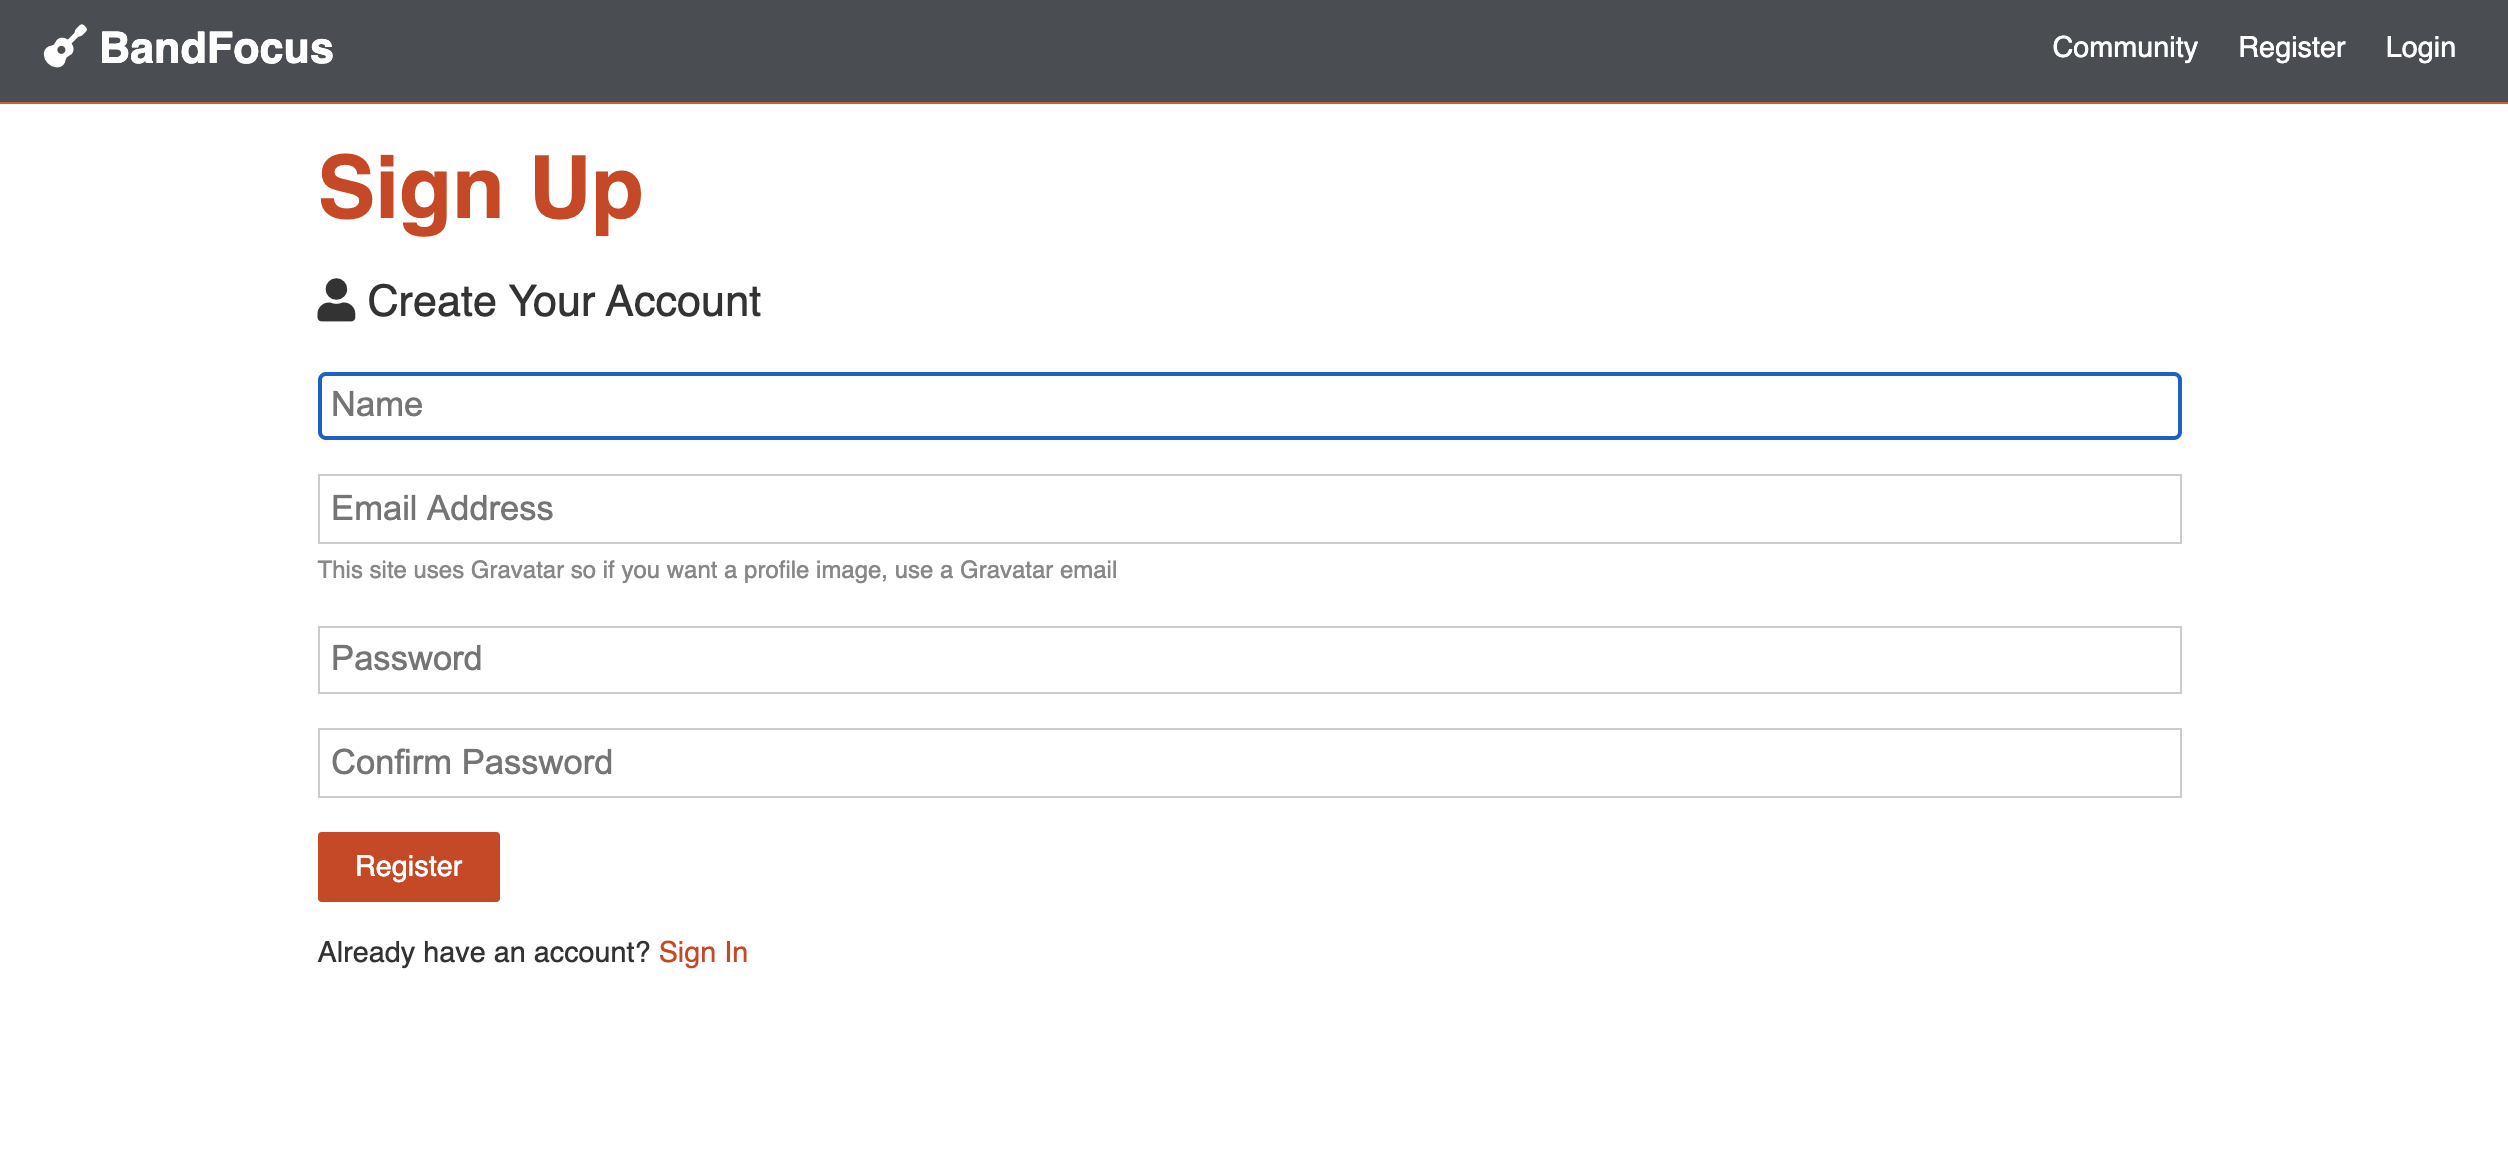 BandFocus
Community Register Login
Sign Up
Create Your Account
Name
Email Address
This site uses Gravatar so if you want a profile image, use a Gravatar email
Password
Confirm Password
Register
Already have an account? Sign In